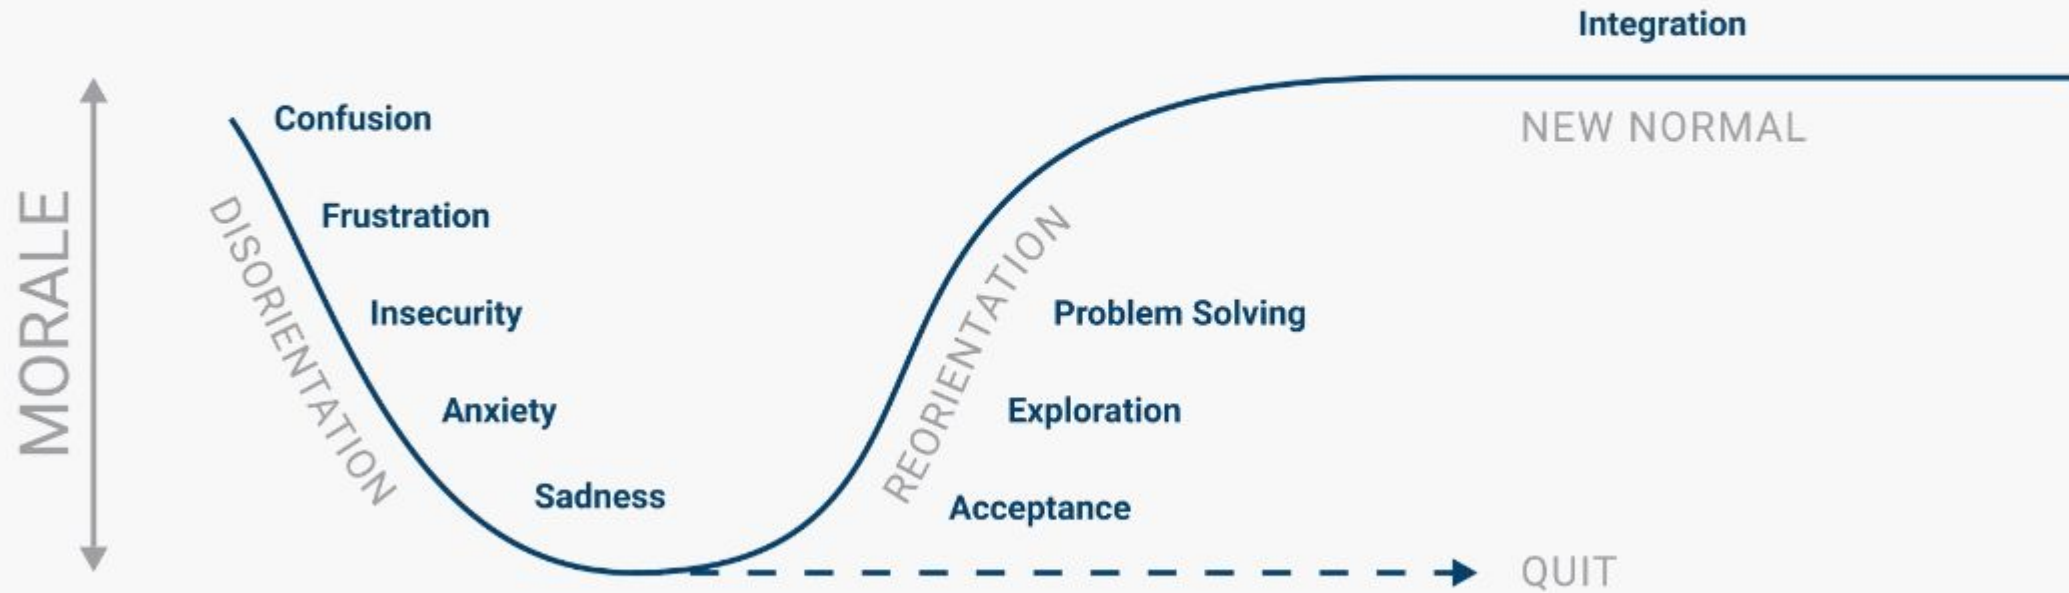 MORALE
Confusion
Frustration
Insecurity
Anxiety
Sadness
DISORIENTATION
REORIENTATION
Problem Solving
Exploration
Acceptance
Integration
NEW NORMAL
QUIT